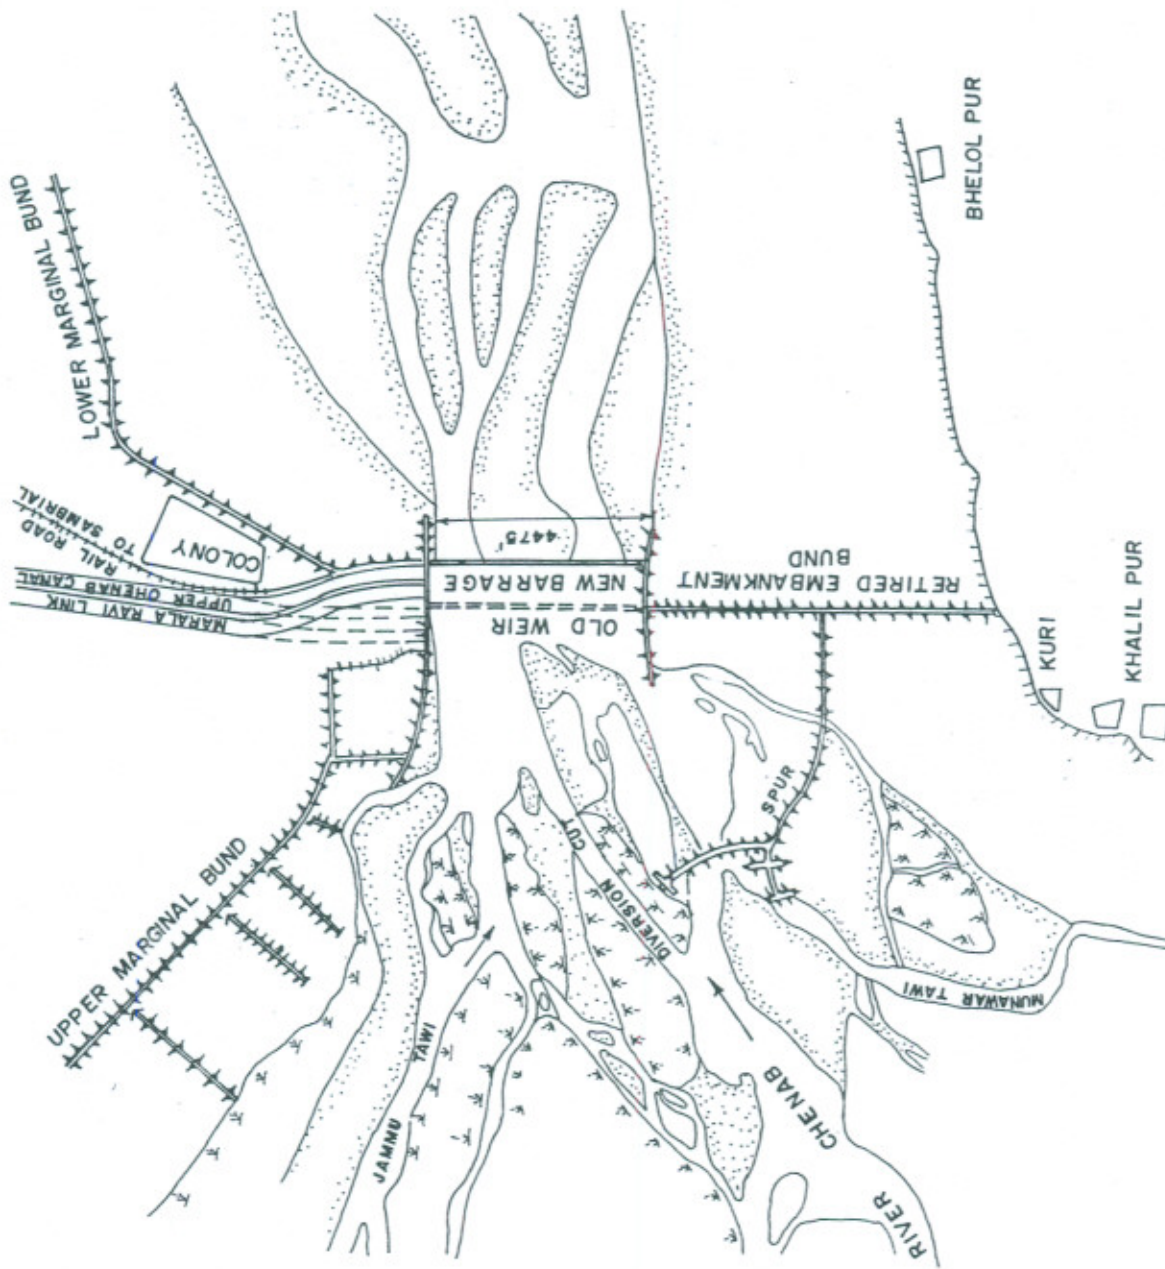 LOWER MARGINAL BUND
BHELOL PUR
RAIL ROAD
TO SAMBRIAL
COLONY
UPPER CHENAB CANAL
MARALA RAVI LINK
4475'
NEW BARRAGE
OLD WEIR
RETIRED EMBANKMENT
BUND
KURI
KHALIL PUR
SPUR
UPPER MARGINAL BUND
DIVERSION CUT
MUNAWAR TAWI
JAMMU TAWI
RIVER CHENAB